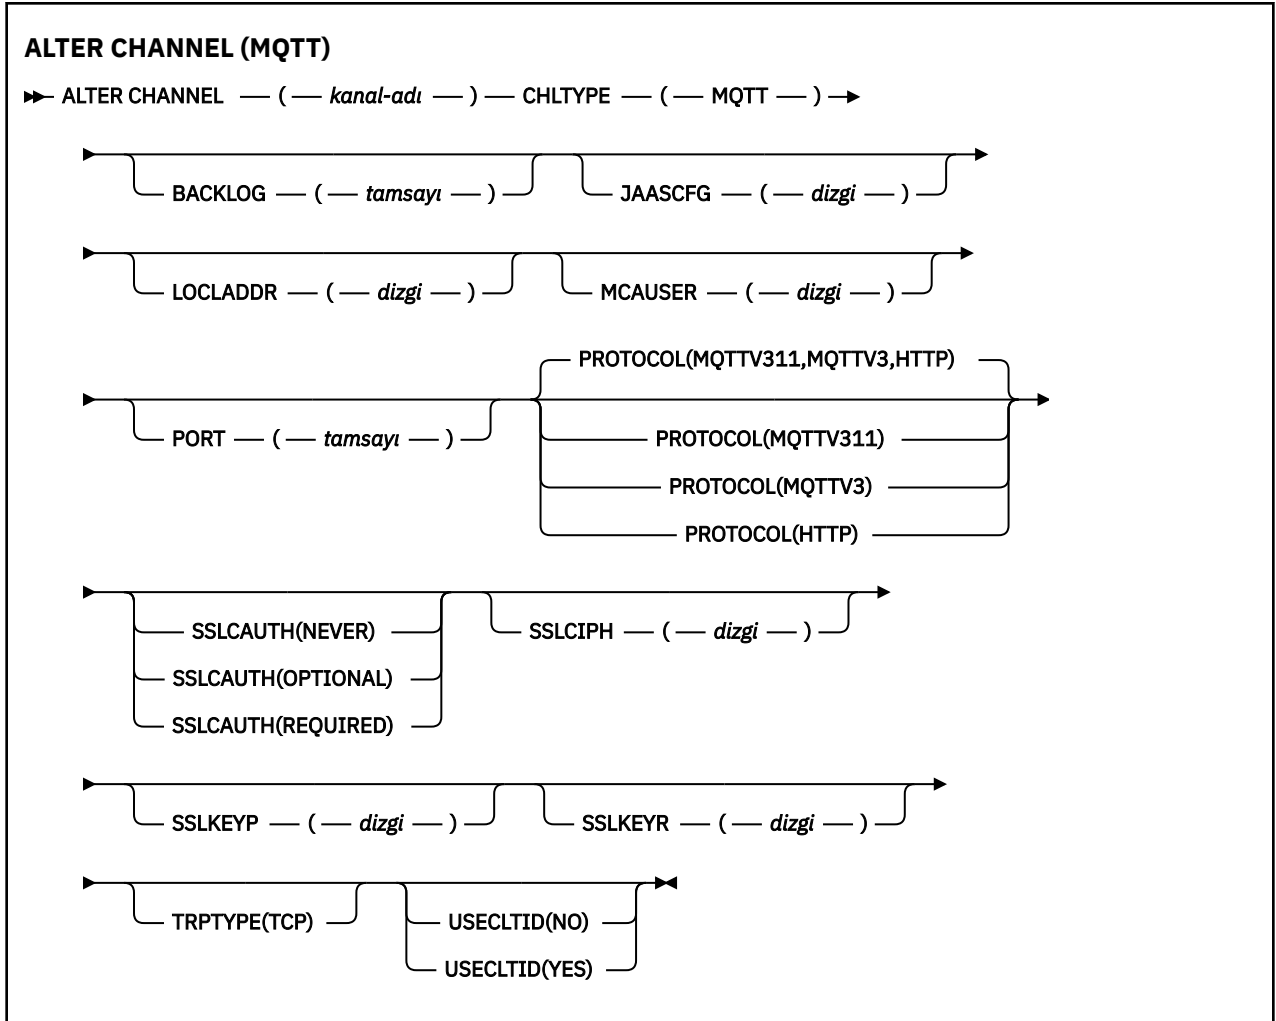 ALTER CHANNEL (MQTT)
ALTER CHANNEL ( kanal-adı ) CHLTYPE ( MQTT )
BACKLOG ( tamsayı ) JAASCFG ( dizgi )
LOCLADDR ( dizgi ) MCAUSER ( dizgi )
PROTOCOL(MQTTV311,MQTTV3,HTTP)
PORT ( tamsayı ) PROTOCOL(MQTTV311)
PROTOCOL(MQTTV3)
PROTOCOL(HTTP)
SSLCAUTH(NEVER) SSLCIPH ( dizgi )
SSLCAUTH(OPTIONAL)
SSLCAUTH(REQUIRED)
SSLKEYP ( dizgi ) SSLKEYR ( dizgi )
TRPTYPE(TCP) USECLTID(NO)
USECLTID(YES)